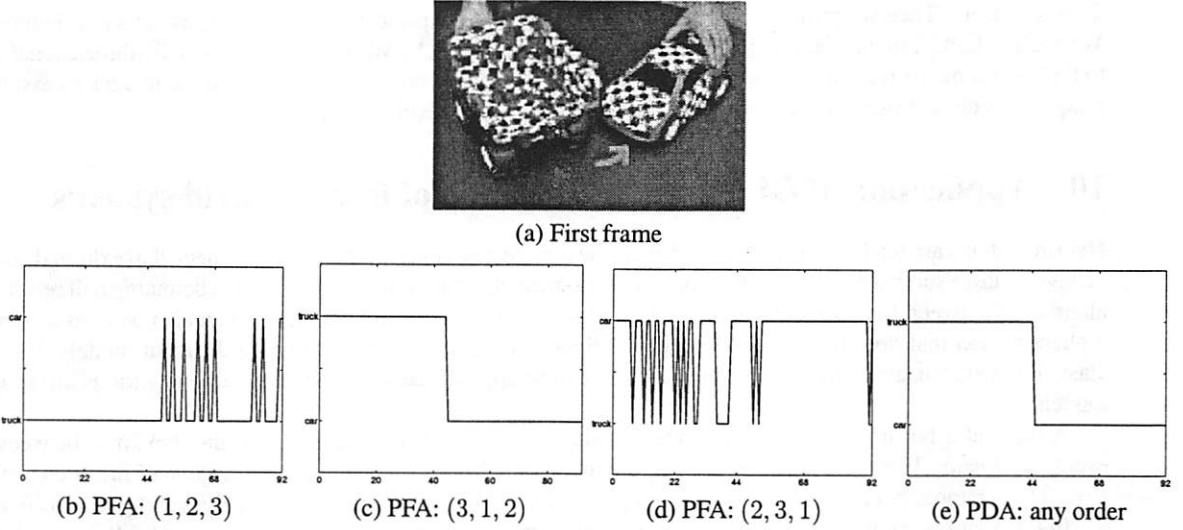 (a) First frame
car
truck
22
44
68
92
truck
car
0
20
40
60
80
car
truck
0
22
44
68
92
truck
car
0
22
44
68
92
(b) PFA: (1, 2, 3)
(c) PFA: (3, 1, 2)
(d) PFA: (2, 3, 1)
(e) PDA: any order